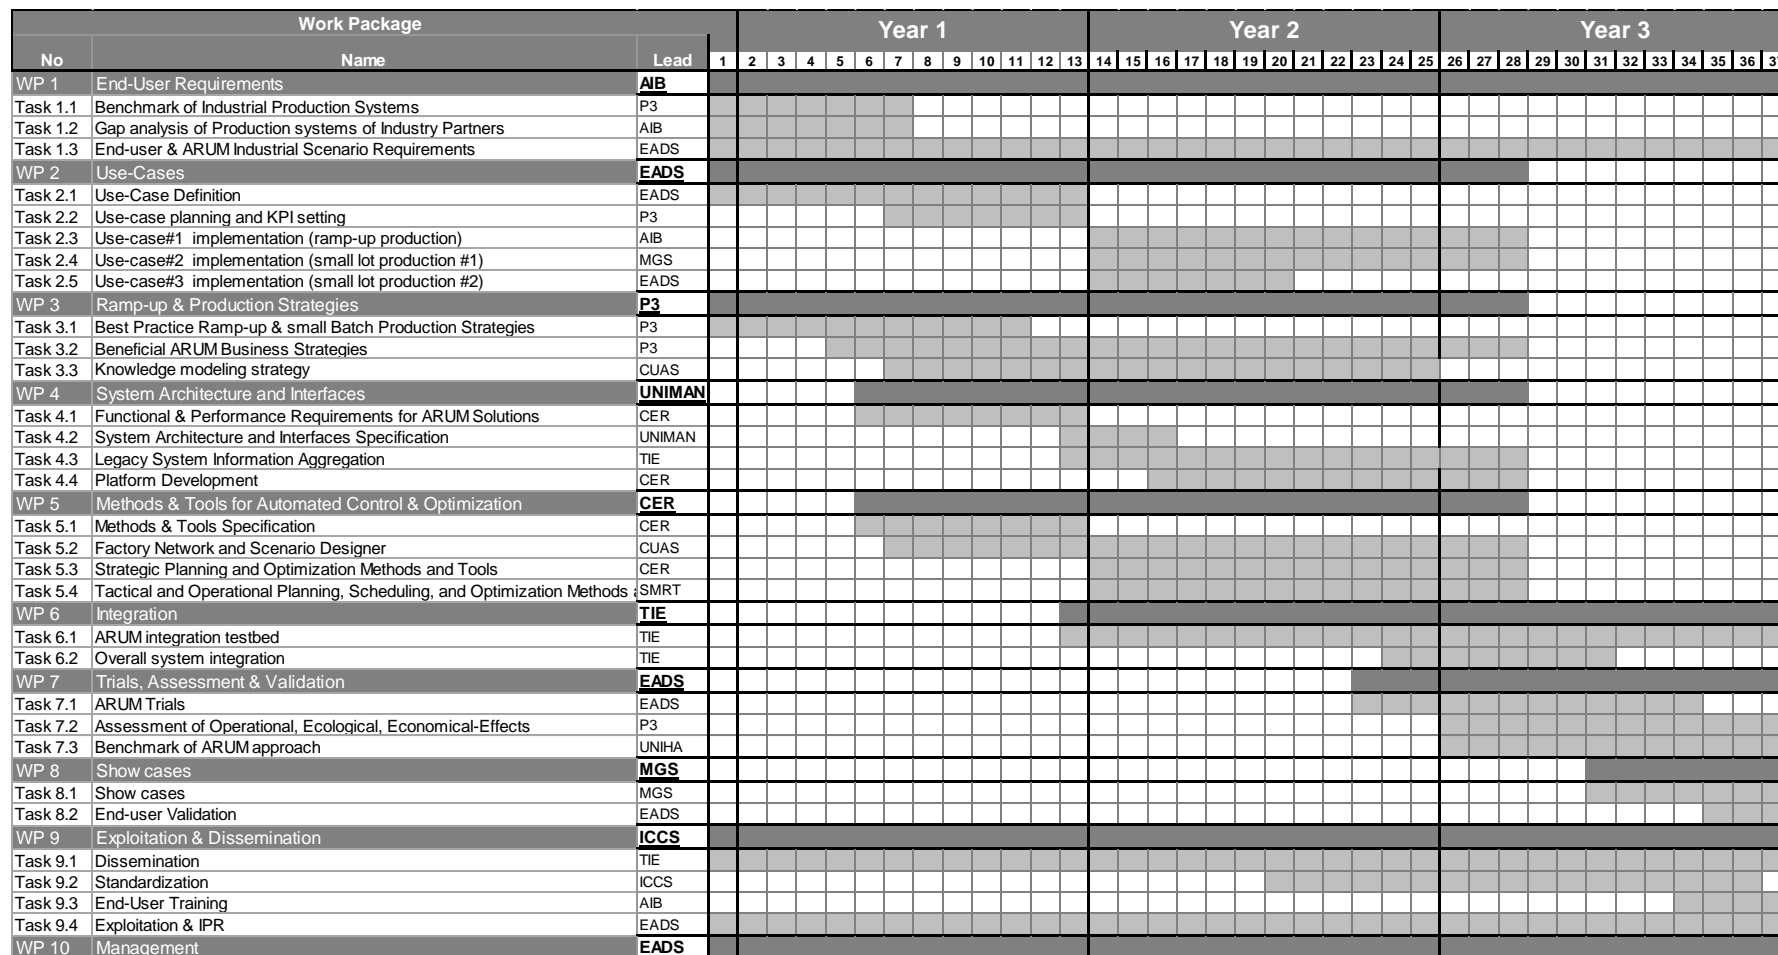 Work Package Year 1 Year 2 Year 3
No Name Lead 1 2 3 4 5 6 7 8 9 10 11 12 13 14 15 16 17 18 19 20 21 22 23 24 25 26 27 28 29 30 31 32 33 34 35 36
WP 1 End-User Requirements AIB
Task 1.1 Benchmark of Industrial Production Systems P3
Task 1.2 Gap analysis of Production systems of Industry Partners AIB
Task 1.3 End-user & ARUM Industrial Scenario Requirements EADS
WP 2 Use-Cases EADS
Task 2.1 Use-Case Definition EADS
Task 2.2 Use-case planning and KPI setting P3
Task 2.3 Use-case#1 implementation (ramp-up production) AIB
Task 2.4 Use-case#2 implementation (small lot production #1) MGS
Task 2.5 Use-case#3 implementation (small lot production #2) EADS
WP 3 Ramp-up & Production Strategies P3
Task 3.1 Best Practice Ramp-up & small Batch Production Strategies P3
Task 3.2 Beneficial ARUM Business Strategies P3
Task 3.3 Knowledge modeling strategy CUAS
WP 4 System Architecture and Interfaces UNIMAN
Task 4.1 Functional & Performance Requirements for ARUM Solutions CER
Task 4.2 System Architecture and Interfaces Specification UNIMAN
Task 4.3 Legacy System Information Aggregation TIE
Task 4.4 Platform Development CER
WP 5 Methods & Tools for Automated Control & Optimization CER
Task 5.1 Methods & Tools Specification CER
Task 5.2 Factory Network and Scenario Designer CUAS
Task 5.3 Strategic Planning and Optimization Methods and Tools CER
Task 5.4 Tactical and Operational Planning, Scheduling, and Optimization Methods SMRT
WP 6 Integration TIE
Task 6.1 ARUM integration testbed TIE
Task 6.2 Overall system integration TIE
WP 7 Trials, Assessment & Validation EADS
Task 7.1 ARUM Trials EADS
Task 7.2 Assessment of Operational, Ecological, Economical-Effects P3
Task 7.3 Benchmark of ARUM approach UNIHA
WP 8 Show cases MGS
Task 8.1 Show cases MGS
Task 8.2 End-user Validation EADS
WP 9 Exploitation & Dissemination ICCS
Task 9.1 Dissemination TIE
Task 9.2 Standardization ICCS
Task 9.3 End-User Training AIB
Task 9.4 Exploitation & IPR EADS
WP 10 Management EADS